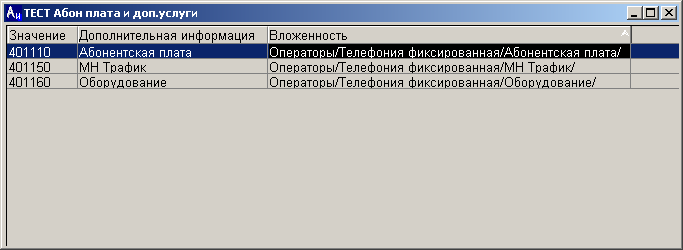 ТЕСТ Абон плата и доп.услуги
Значение Дополнительная информация Вложенность
401110 Абонентская плата Операторы/Телефония фиксированная/Абонентская плата/
401150 МН Трафик Операторы/Телефония фиксированная/МН Трафик/
401160 Оборудование Операторы/Телефония фиксированная/Оборудование/